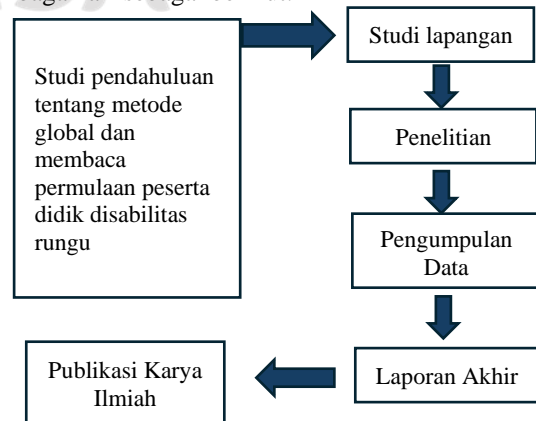 Studi pendahuluan
tentang metode
global dan
membaca
permulaan peserta
didik disabilitas
rungu
Studi lapangan
Penelitian
Pengumpulan
Data
Laporan Akhir
Publikasi Karya
Ilmiah